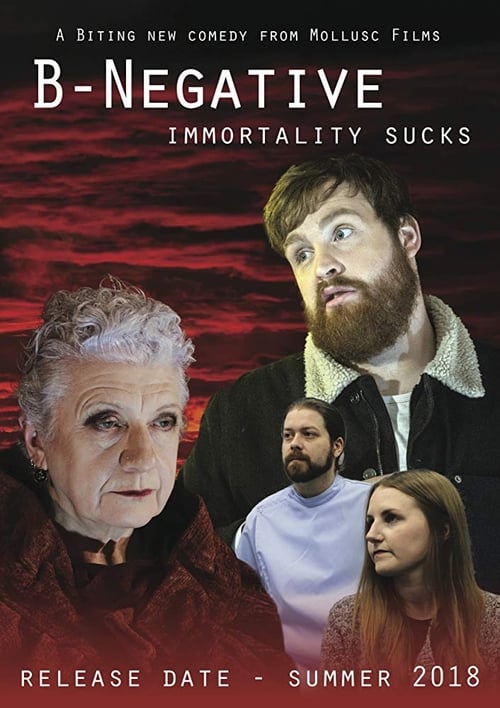 A Biting new comedy from Mollusc Films
B-Negative
immortality sucks
release date - summer 2018